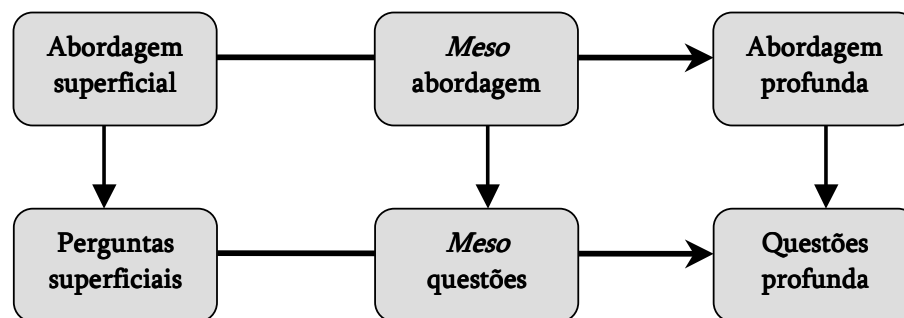 Abordagem
superficial
Meso
abordagem
Abordagem
profunda
Perguntas
superficiais
Meso
questões
Questões
profunda